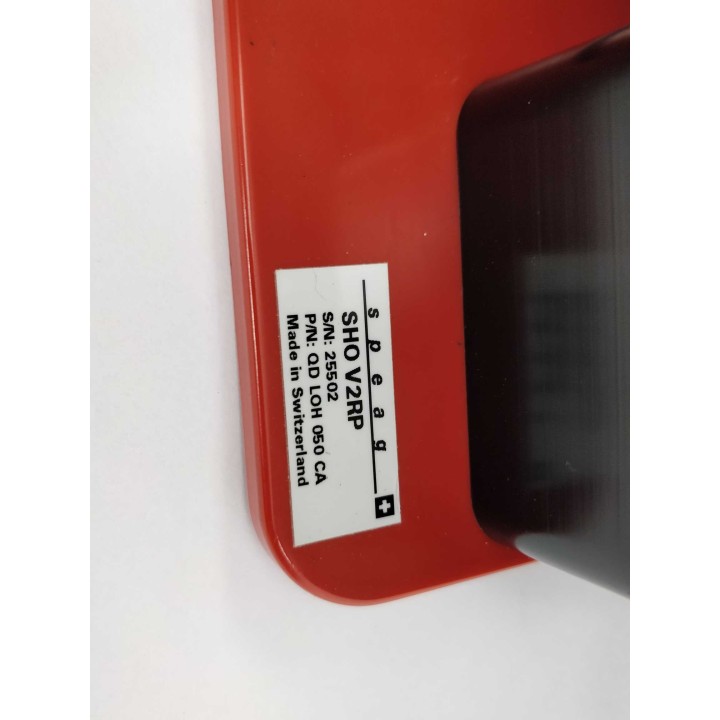 speag
SHO V2RP
S/N: 25502
P/N: QD LOH 050 CA
Made in Switzerland